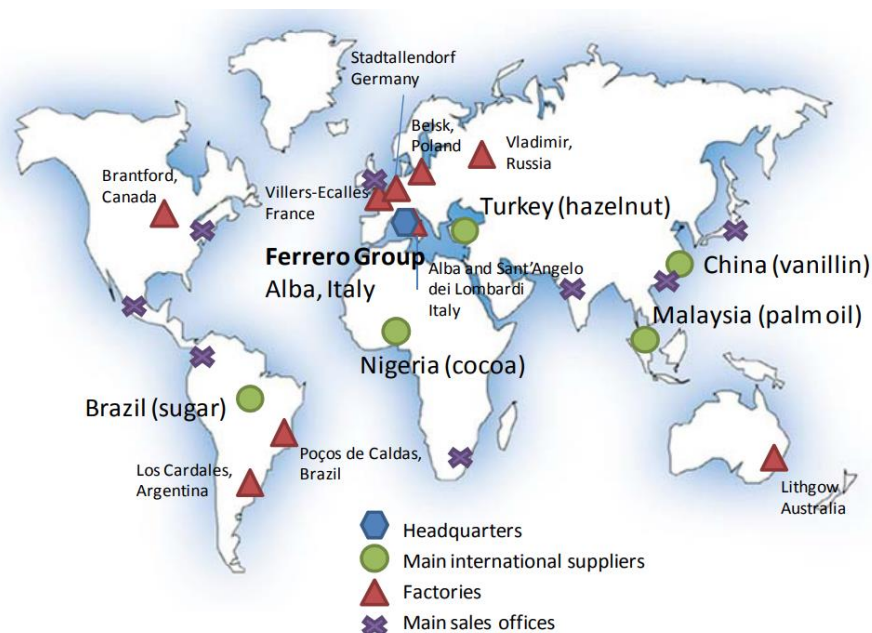 Stadtallendorf
Germany
Belsk,
Poland
Vladimir,
Russia
Brantford,
Canada
Villers-Ecalles
France
Turkey (hazelnut)
Ferrero Group
Alba, Italy
Alba and Sant'Angelo
dei Lombardi
Italy
China (vanillin)
Malaysia (palm oil)
Nigeria (cocoa)
Brazil (sugar)
Poços de Caldas,
Brazil
Los Cardales,
Argentina
Lithgow
Australia
Headquarters
Main international suppliers
Factories
Main sales offices